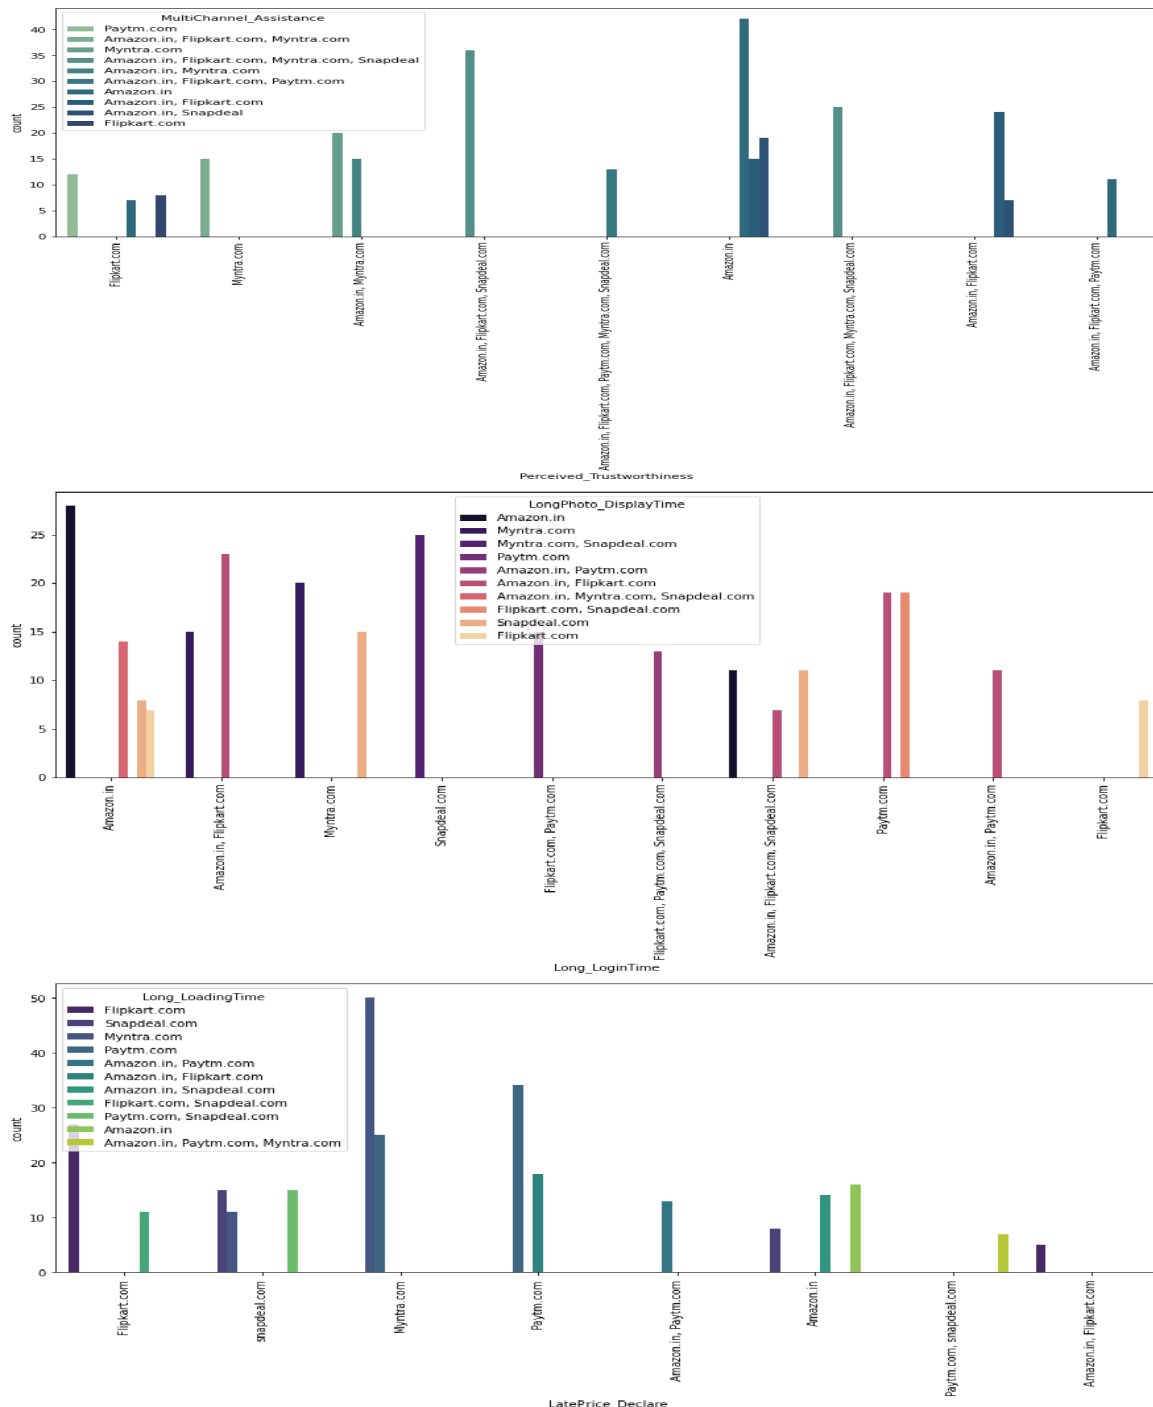 MultiChannel_Assistance
Paytm.com
Amazon.in, Flipkart.com, Myntra.com
Myntra.com
Amazon.in, Flipkart.com, Myntra.com, Snapdeal
Amazon.in, Myntra.com
Amazon.in, Flipkart.com, Paytm.com
Amazon.in
Amazon.in, Flipkart.com
Amazon.in, Snapdeal
Flipkart.com
40
35
30
25
20
15
10
5
0
count
Flipkart.com
Myntra.com
Amazon.in, Myntra.com
Amazon.in, Flipkart.com, Snapdeal.com
Amazon.in, Flipkart.com, Paytm.com, Myntra.com, Snapdeal.com
Amazon.in
Amazon.in, Flipkart.com, Myntra.com, Snapdeal.com
Amazon.in, Flipkart.com
Amazon.in, Flipkart.com, Paytm.com
Perceived_Trustworthiness
LongPhoto_DisplayTime
Amazon.in
Myntra.com
Myntra.com, Snapdeal.com
Paytm.com
Amazon.in, Paytm.com
Amazon.in, Flipkart.com
Amazon.in, Myntra.com, Snapdeal.com
Flipkart.com, Snapdeal.com
Snapdeal.com
Flipkart.com
25
20
15
10
5
0
count
Amazon.in
Amazon.in, Flipkart.com
Myntra.com
Snapdeal.com
Flipkart.com, Paytm.com
Flipkart.com, Paytm.com, Snapdeal.com
Amazon.in, Flipkart.com, Snapdeal.com
Paytm.com
Amazon.in, Paytm.com
Flipkart.com
Long_LoginTime
Long_LoadingTime
Flipkart.com
Snapdeal.com
Myntra.com
Paytm.com
Amazon.in, Paytm.com
Amazon.in, Flipkart.com
Amazon.in, Snapdeal.com
Flipkart.com, Snapdeal.com
Paytm.com, Snapdeal.com
Amazon.in
Amazon.in, Paytm.com, Myntra.com
50
40
30
20
10
0
count
Flipkart.com
snapdeal.com
Myntra.com
Paytm.com
Amazon.in, Paytm.com
Amazon.in
Paytm.com, snapdeal.com
Amazon.in, Flipkart.com
LatePrice_Declare